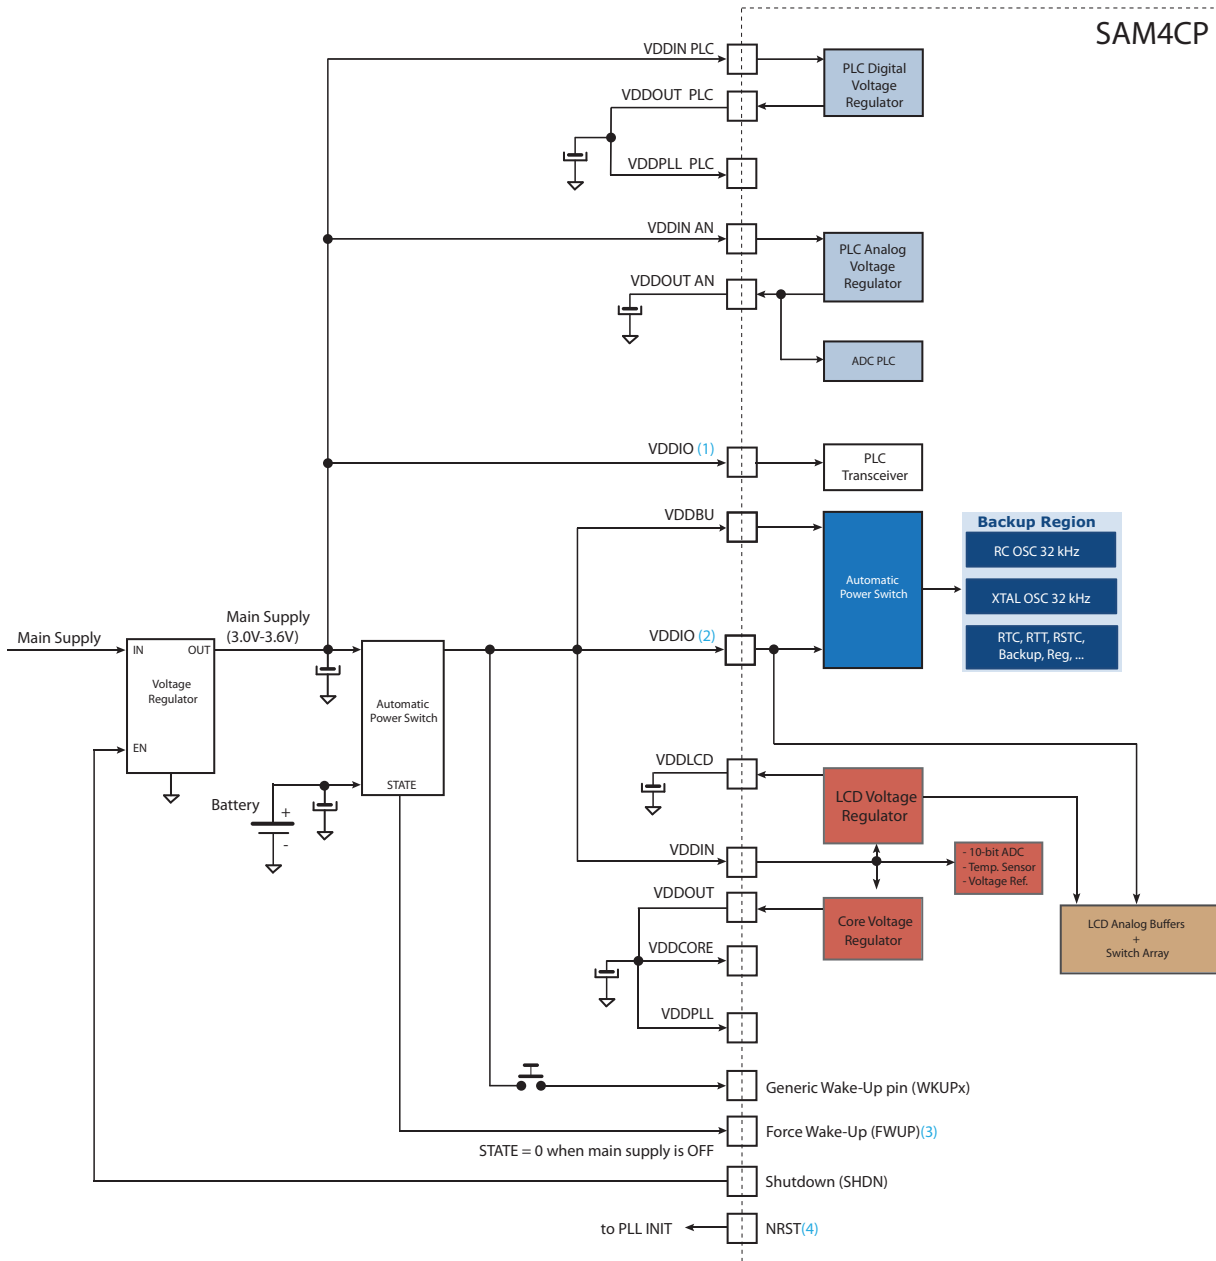 SAM4CP
VDDIN PLC
PLC Digital
Voltage
Regulator
VDDOUT PLC
VDDPLL PLC
VDDIN AN
PLC Analog
Voltage
Regulator
VDDOUT AN
ADC PLC
VDDIO (1)
PLC
Transceiver
VDDBU
Backup Region
RC OSC 32 kHz
Automatic
Power Switch
XTAL OSC 32 kHz
RTC, RTT, RSTC,
Backup, Reg, ...
VDDIO (2)
Main Supply
(3.0V-3.6V)
Main Supply
IN
OUT
Voltage
Regulator
EN
Automatic
Power Switch
STATE
Battery
+
-
VDDLCD
LCD Voltage
Regulator
VDDIN
- 10-bit ADC
- Temp. Sensor
- Voltage Ref.
VDDOUT
Core Voltage
Regulator
LCD Analog Buffers
+
Switch Array
VDDCORE
VDDPLL
Generic Wake-Up pin (WKUPx)
Force Wake-Up (FWUP)(3)
STATE = 0 when main supply is OFF
Shutdown (SHDN)
to PLL INIT
NRST(4)